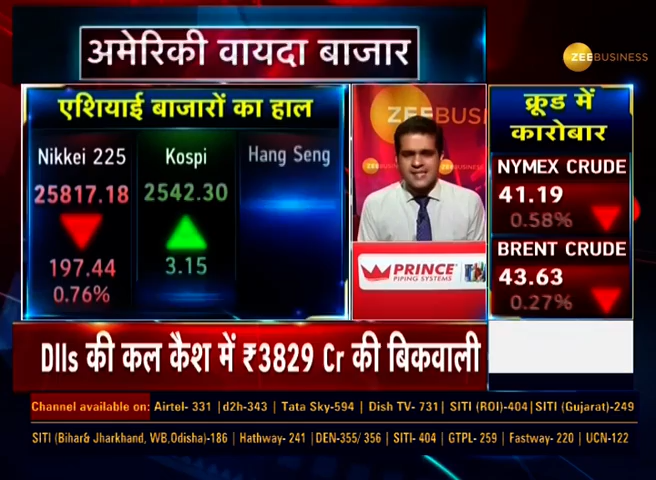 अमेरिकी वायदा बाजार
ZEEBUSINESS
एशियाई बाजारों का हाल
Nikkei 225
25817.18
197.44
0.76%
Kospi
2542.30
3.15
Hang Seng
ZEEBUSI
PRINCE
PIPING SYSTEMS
क्रूड में
कारोबार
NYMEX CRUDE
41.19
0.58%
BRENT CRUDE
43.63
0.27%
DIIs की कल कैश में ₹3829 Cr की बिकवाली
Channel available on: Airtel- 331 |d2h-343 | Tata Sky-594 | Dish TV- 731| SITI (ROI)-404|SITI (Gujarat)-249
SITI (Bihar& Jharkhand, WB,Odisha)-186 | Hathway- 241 |DEN-355/ 356 | SITI- 404 | GTPL- 259 | Fastway- 220 | UCN-122